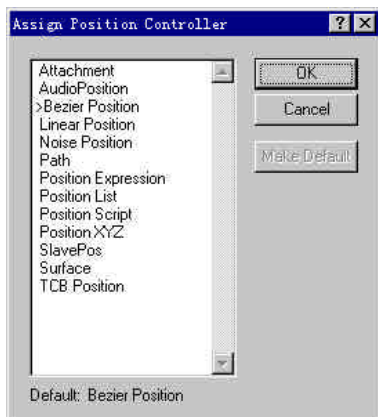 Assign Position Controller
Attachment
AudioPosition
>Bezier Position
Linear Position
Noise Position
Path
Position Expression
Position List
Position Script
Position XYZ
SlavePos
Surface
TCB Position
OK
Cancel
Make Default
Default: Bezier Position